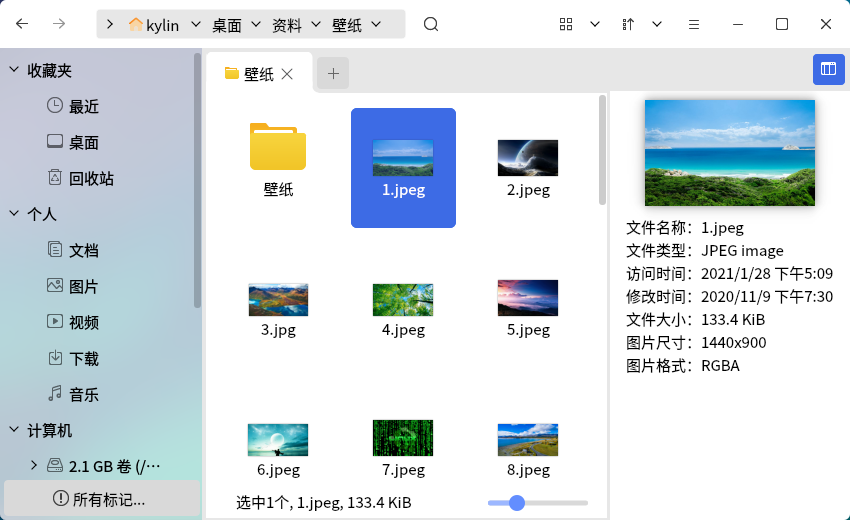 kylin 桌面 资料 壁纸
收藏夹
最近
桌面
回收站
个人
文档
图片
视频
下载
音乐
计算机
2.1 GB 卷 (/···
所有标记...
壁纸
壁纸
1.jpeg
2.jpeg
3.jpg
4.jpeg
5.jpeg
6.jpeg
7.jpeg
8.jpeg
选中1个, 1.jpeg, 133.4 KiB
文件名称：1.jpeg
文件类型：JPEG image
访问时间：2021/1/28 下午5:09
修改时间：2020/11/9 下午7:30
文件大小：133.4 KiB
图片尺寸：1440x900
图片格式：RGBA